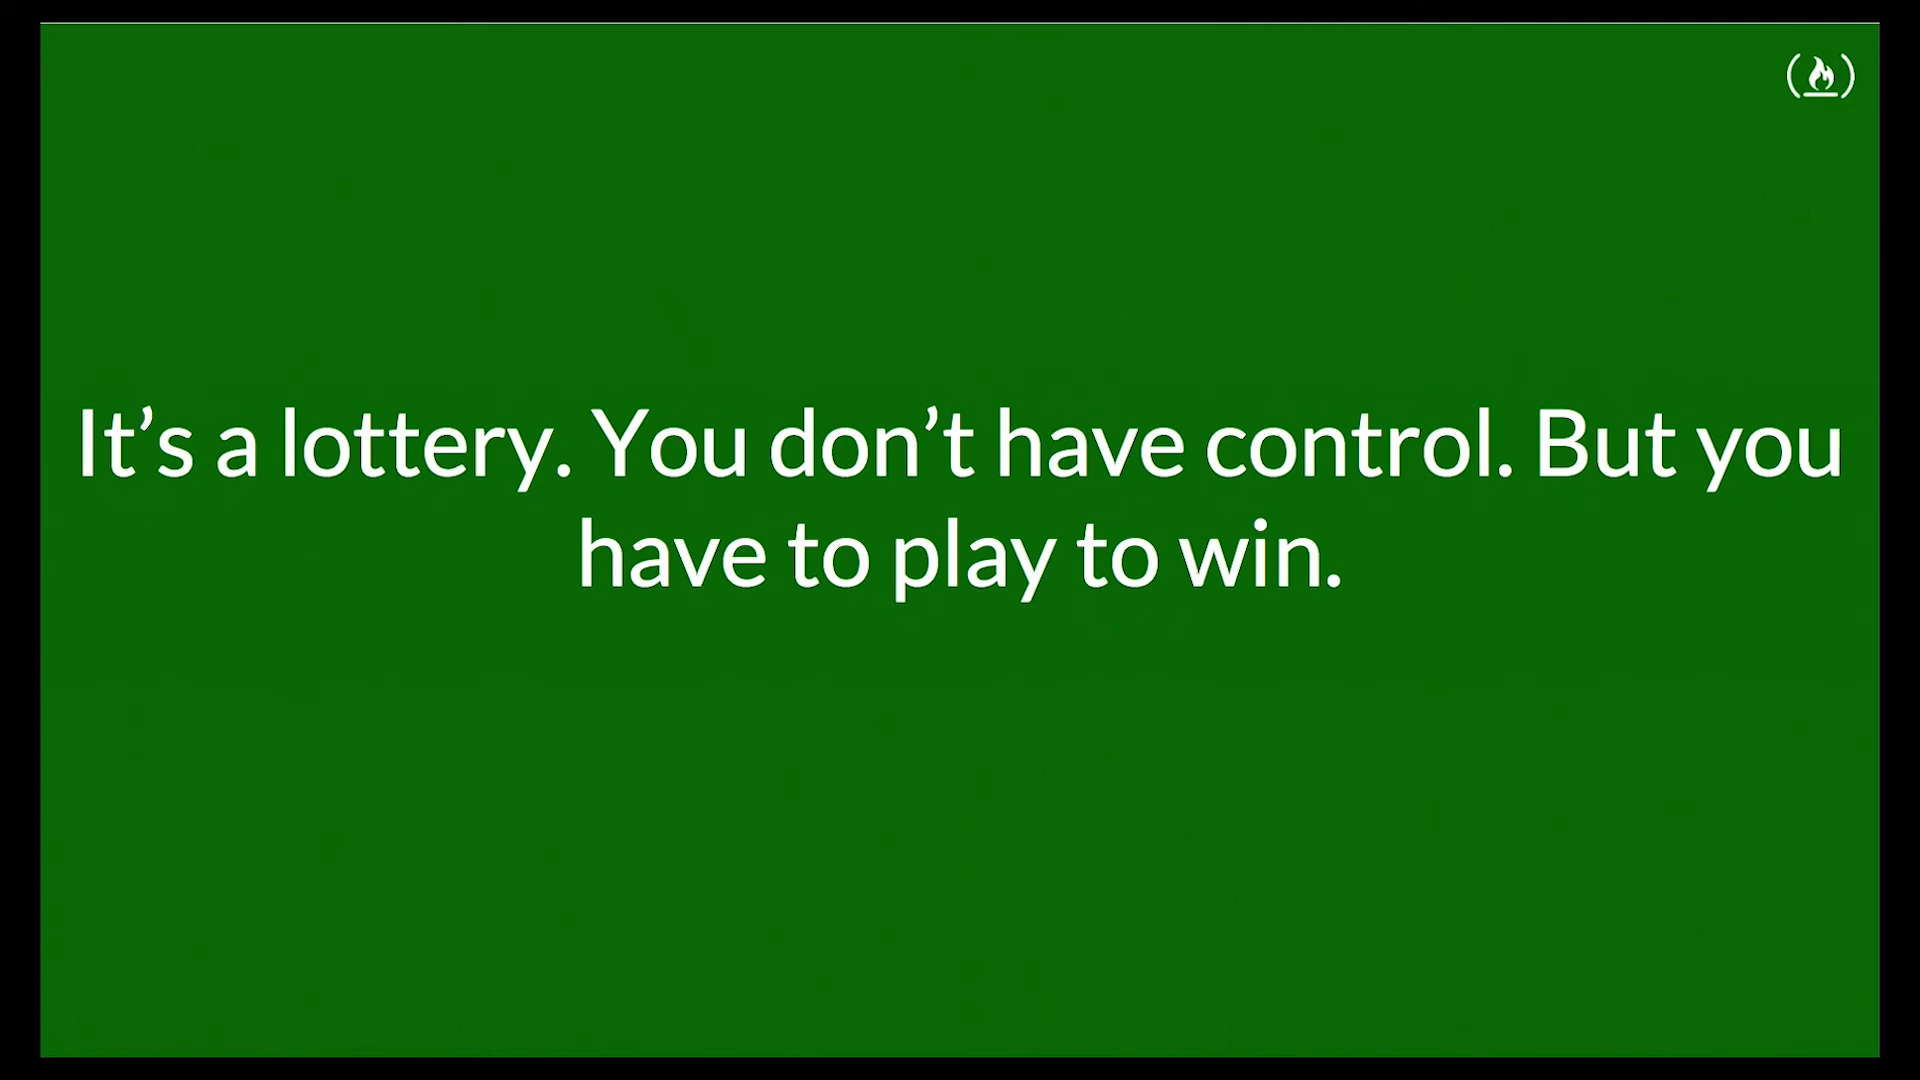 It’s a lottery. You don’t have control. But you
have to play to win.